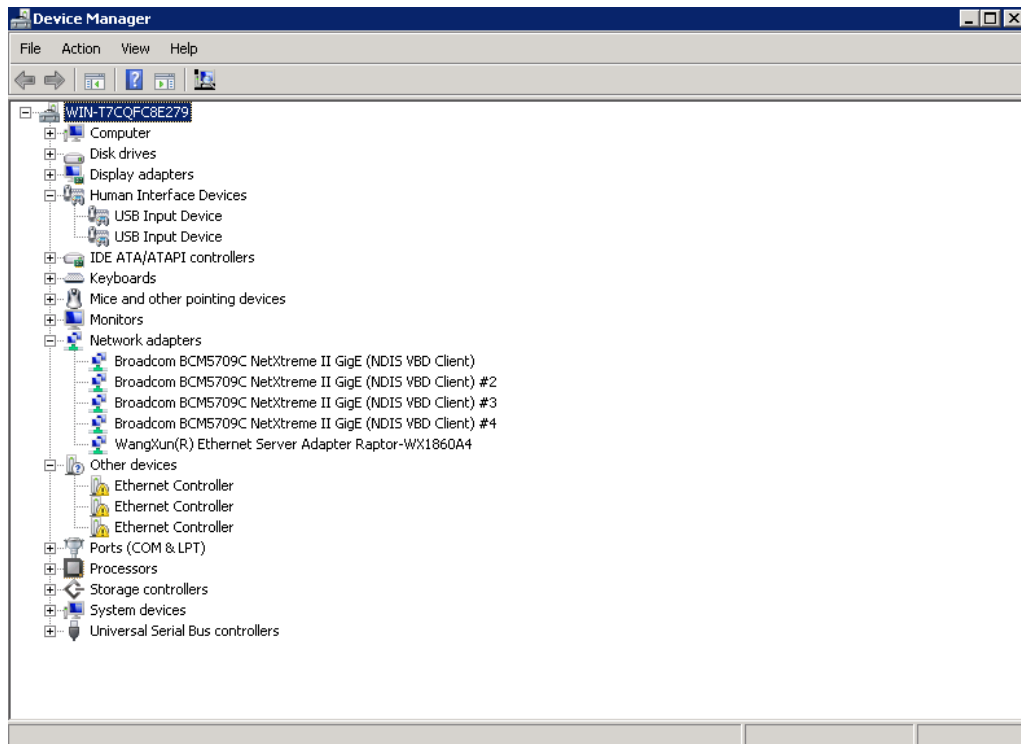 Device Manager
File Action View Help
WIN-T7CQFC8E279
Computer
Disk drives
Display adapters
Human Interface Devices
USB Input Device
USB Input Device
IDE ATA/ATAPI controllers
Keyboards
Mice and other pointing devices
Monitors
Network adapters
Broadcom BCM5709C NetXtreme II GigE (NDIS VBD Client)
Broadcom BCM5709C NetXtreme II GigE (NDIS VBD Client) #2
Broadcom BCM5709C NetXtreme II GigE (NDIS VBD Client) #3
Broadcom BCM5709C NetXtreme II GigE (NDIS VBD Client) #4
WangXun(R) Ethernet Server Adapter Raptor-WX1860A4
Other devices
Ethernet Controller
Ethernet Controller
Ethernet Controller
Ports (COM & LPT)
Processors
Storage controllers
System devices
Universal Serial Bus controllers